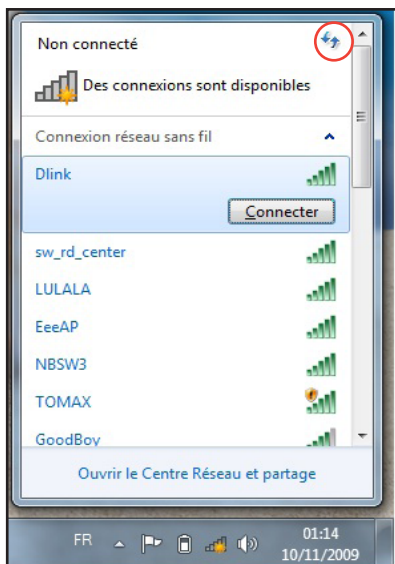 Non connecté
Des connexions sont disponibles
Connexion réseau sans fil
Dlink
Connecter
sw_rd_center
LULALA
EeeAP
NBSW3
TOMAX
GoodBoy
Ouvrir le Centre Réseau et partage
FR
01:14
10/11/2009